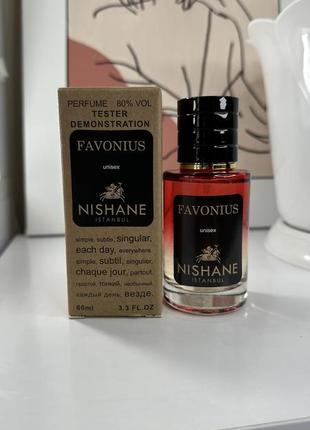 PERFUME 80% VOL
TESTER
DEMONSTRATION
FAVONIUS
unisex
NISHANE
ISTANBUL
simple, subtle, singular,
each day, everywhere.
simple, subtil, singulier,
chaque jour, partout.
простой, тонкий, необычный,
каждый день, везде.
60ml 3.3 FL.OZ
FAVONIUS
unisex
NISHANE
ISTANBUL